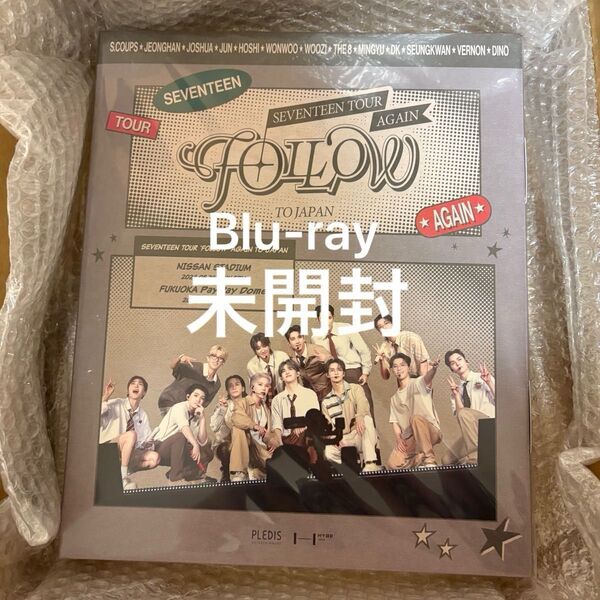 S.COUPS★JEONGHAN★JOSHUA★JUN★HOSHI★WONWOO★WOOZI★THE 8★MINGYU★DK★SEUNGKWAN★VERNON★DINO
SEVENTEEN
TOUR
SEVENTEEN TOUR
AGAIN
FOLLOW
TO JAPAN
★AGAIN★
Blu-ray
SEVENTEEN TOUR AGAIN TO JAPAN
NISSAN STADIUM
FUKUOKA PayPay Dome
未開封
PLEDIS
HYBE